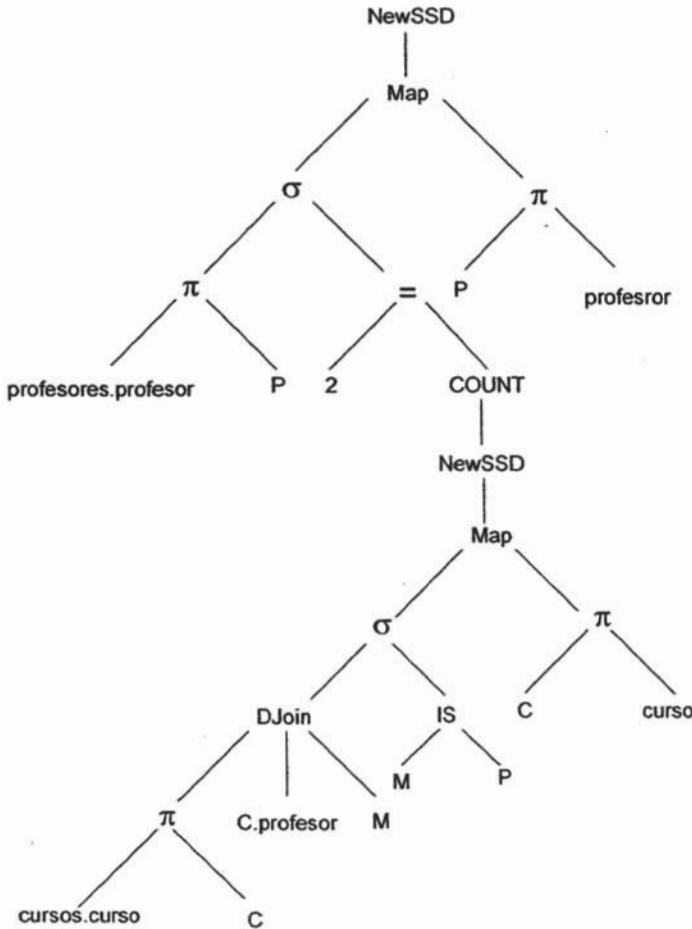 NewSSD
Map
σ π
π = P profesror
profesores.profesor P 2 COUNT
NewSSD
Map
σ π
DJoin IS C curso
M P
π C.profesor M
cursos.curso C